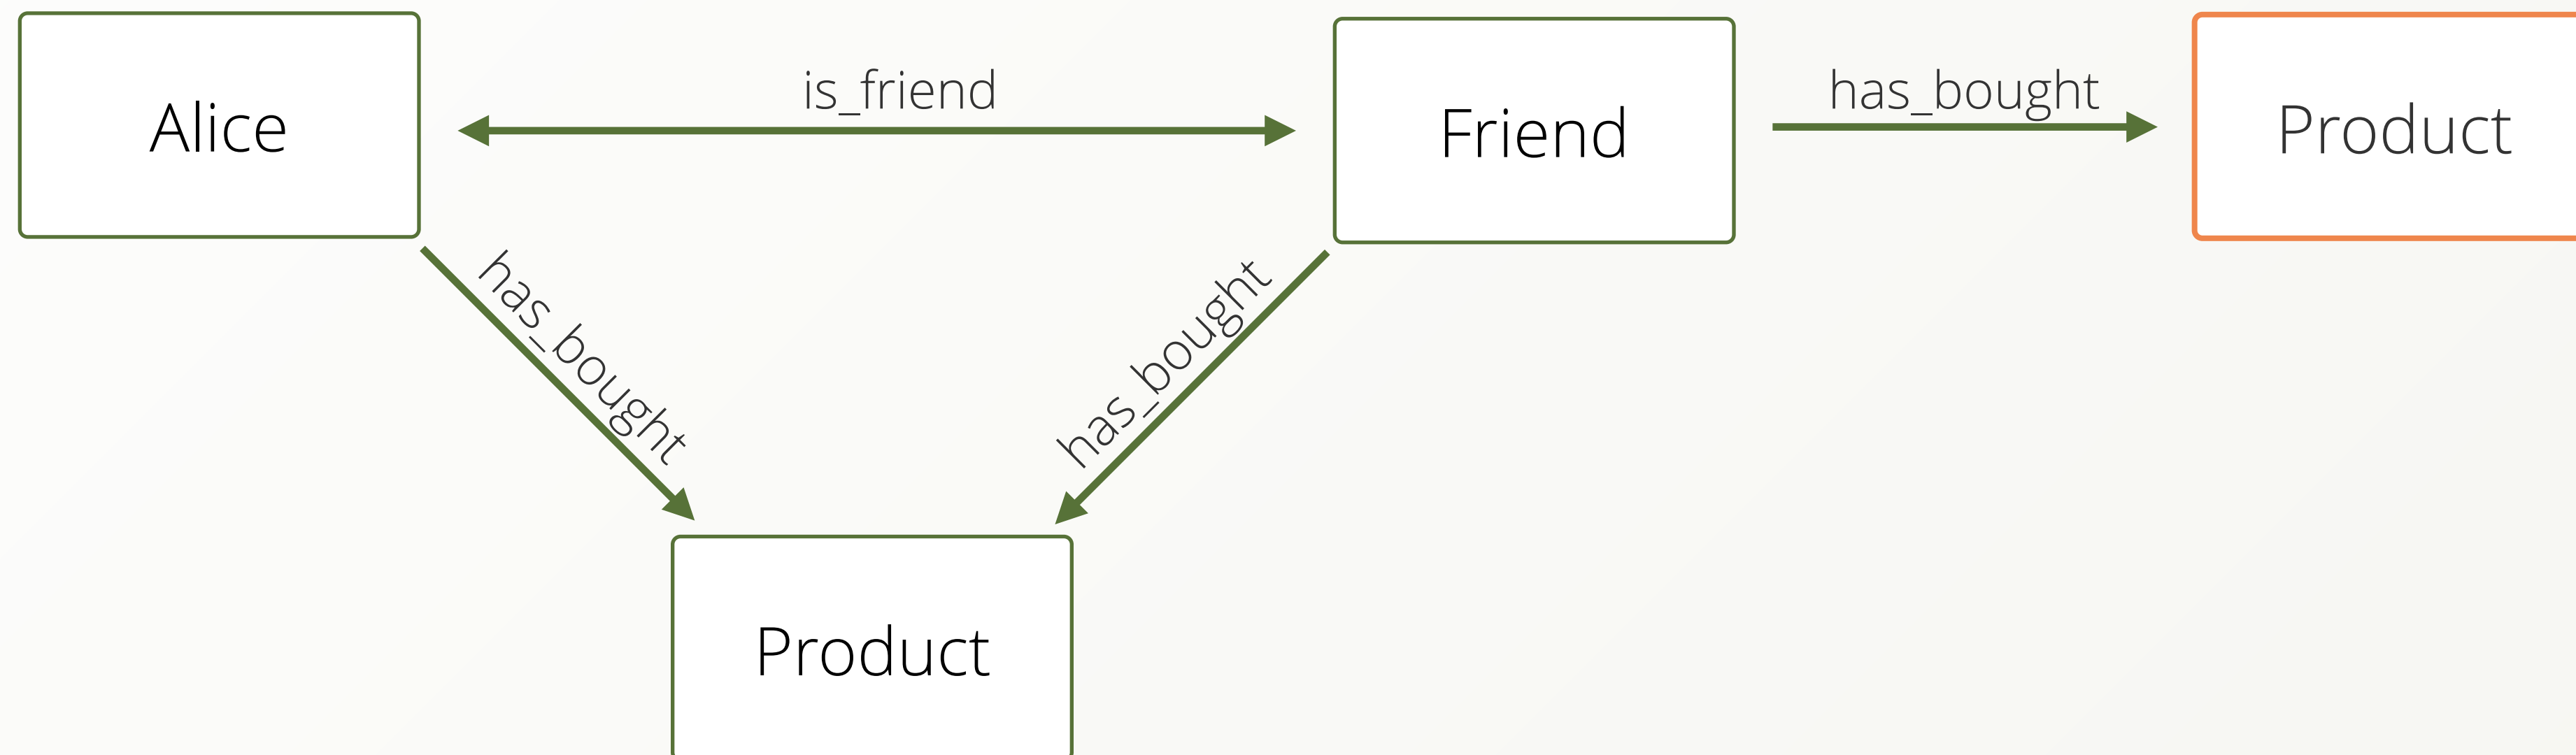 Alice
is_friend
Friend
has_bought
Product
has_bought
has_bought
Product